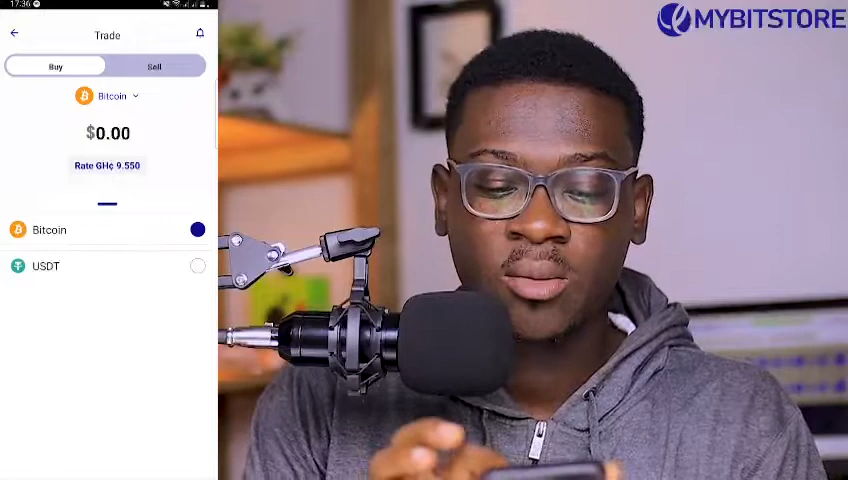 17:36
MYBITSTORE
Trade
Buy
Sell
Bitcoin
$0.00
Rate GH¢ 9.550
Bitcoin
USDT